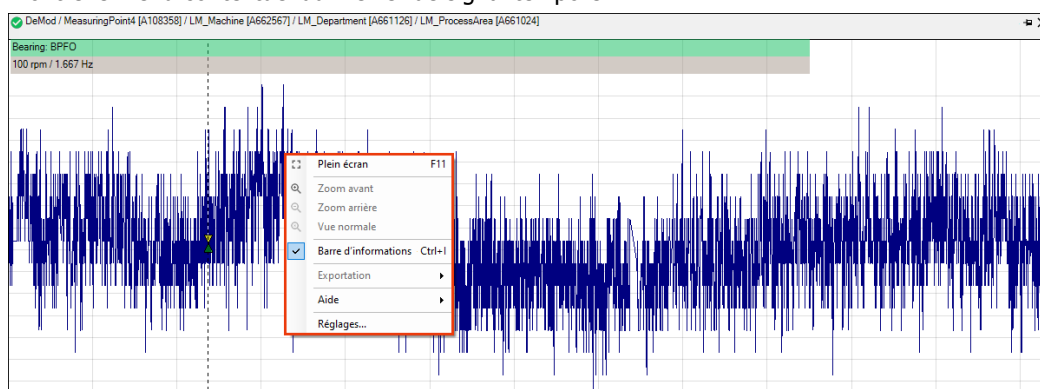 DeMod / MeasuringPoint4 [A108358] / LM_Machine [A662567] / LM_Department [A661126] / LM_ProcessArea [A661024]
Bearing: BPFO
100 rpm / 1.667 Hz
Plein écran F11
Zoom avant
Zoom arrière
Vue normale
Barre d'informations Ctrl+I
Exportation
Aide
Réglages...